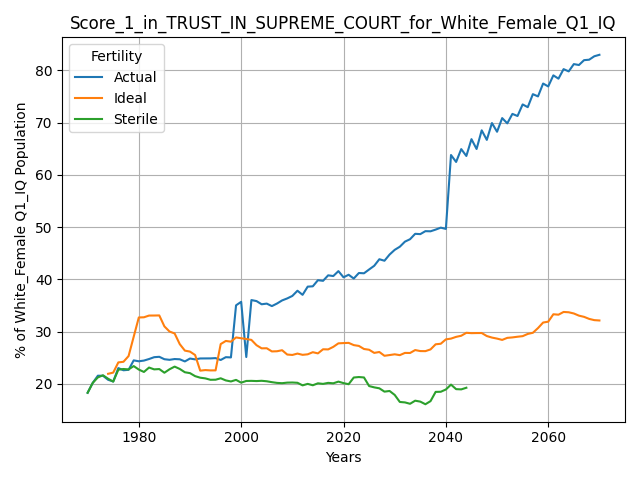 Score_1_in_TRUST_IN_SUPREME_COURT_for_White_Female_Q1_IQ
% of White_Female Q1_IQ Population
80
70
60
50
40
30
20
Fertility
Actual
Ideal
Sterile
1980 2000 2020 2040 2060
Years